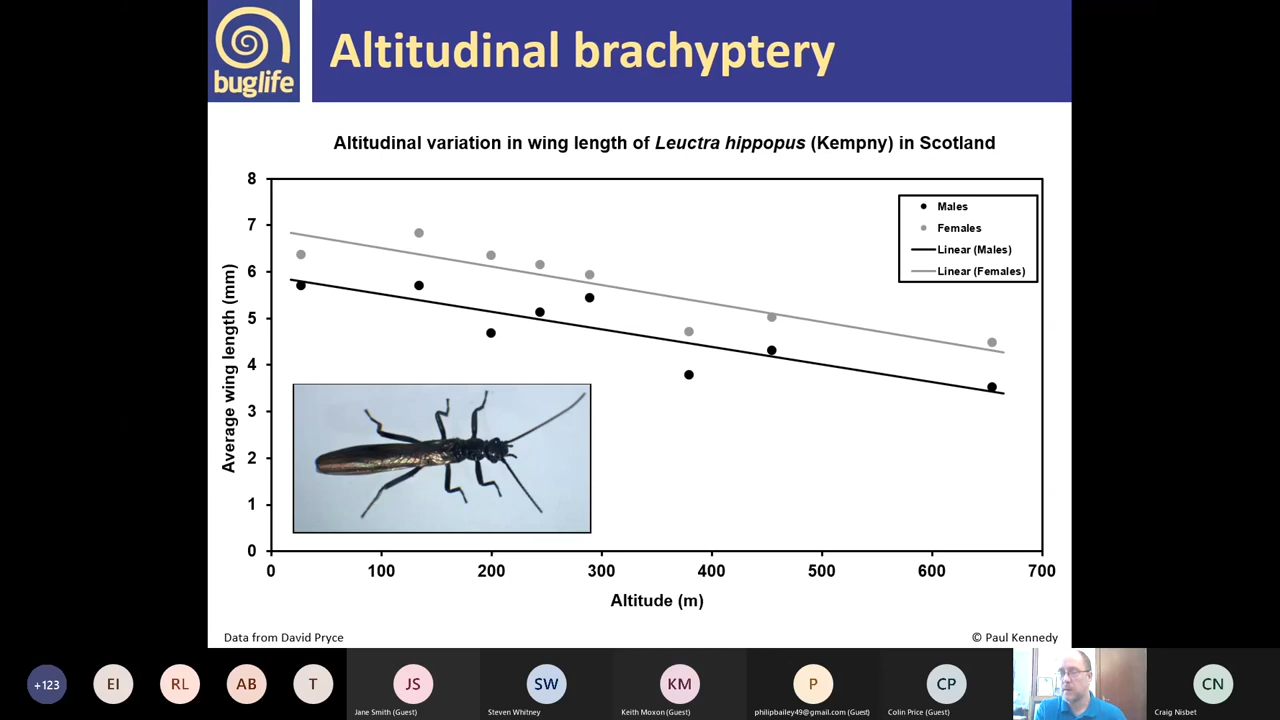 buglife
Altitudinal brachyptery
Altitudinal variation in wing length of Leuctra hippopus (Kempny) in Scotland
8
7
6
5
4
3
2
1
0
Average wing length (mm)
Males
Females
Linear (Males)
Linear (Females)
0 100 200 300 400 500 600 700
Altitude (m)
Data from David Pryce
© Paul Kennedy
+123
EI
RL
AB
T
JS
SW
KM
P
CP
CN
Jane Smith (Guest)
Steven Whitney
Keith Moxon (Guest)
philipbailey49@gmail.com (Guest)
Colin Price (Guest)
Craig Nisbet